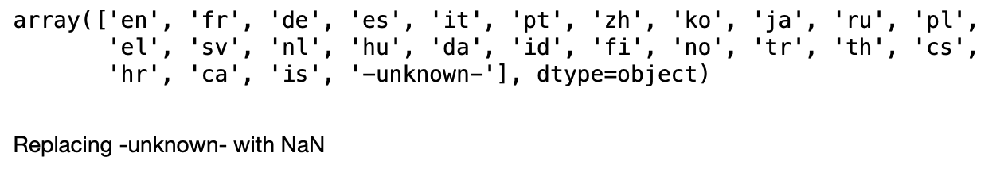 array(['en', 'fr', 'de', 'es', 'it', 'pt', 'zh', 'ko', 'ja', 'ru', 'pl',
'el', 'sv', 'nl', 'hu', 'da', 'id', 'fi', 'no', 'tr', 'th', 'cs',
'hr', 'ca', 'is', '-unknown-'], dtype=object)
Replacing -unknown- with NaN